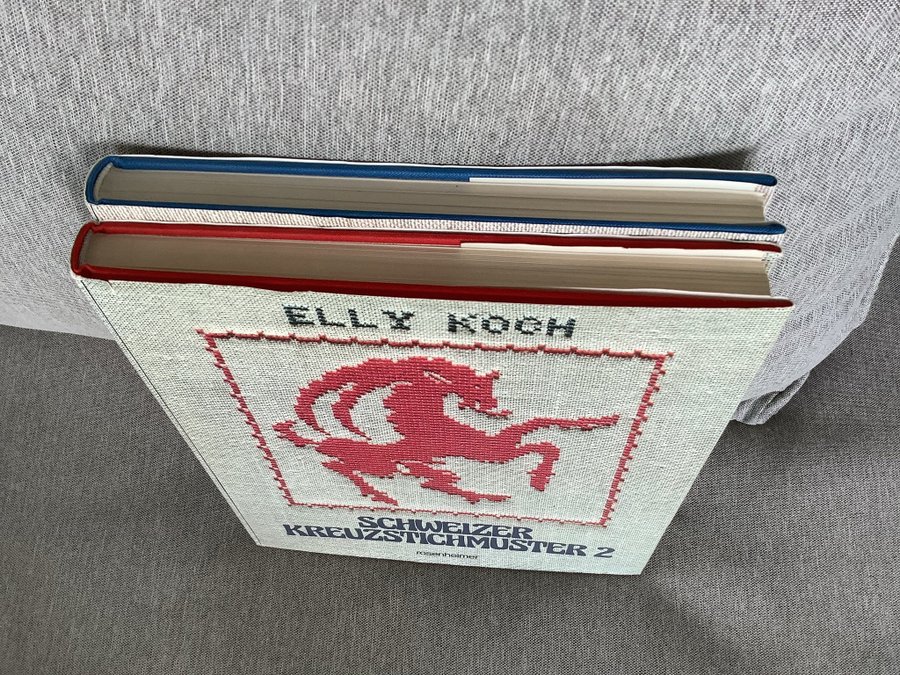 ELLY KOCH
SCHWEIZER
KREUZSTICHMUSTER 2
rosenheimer